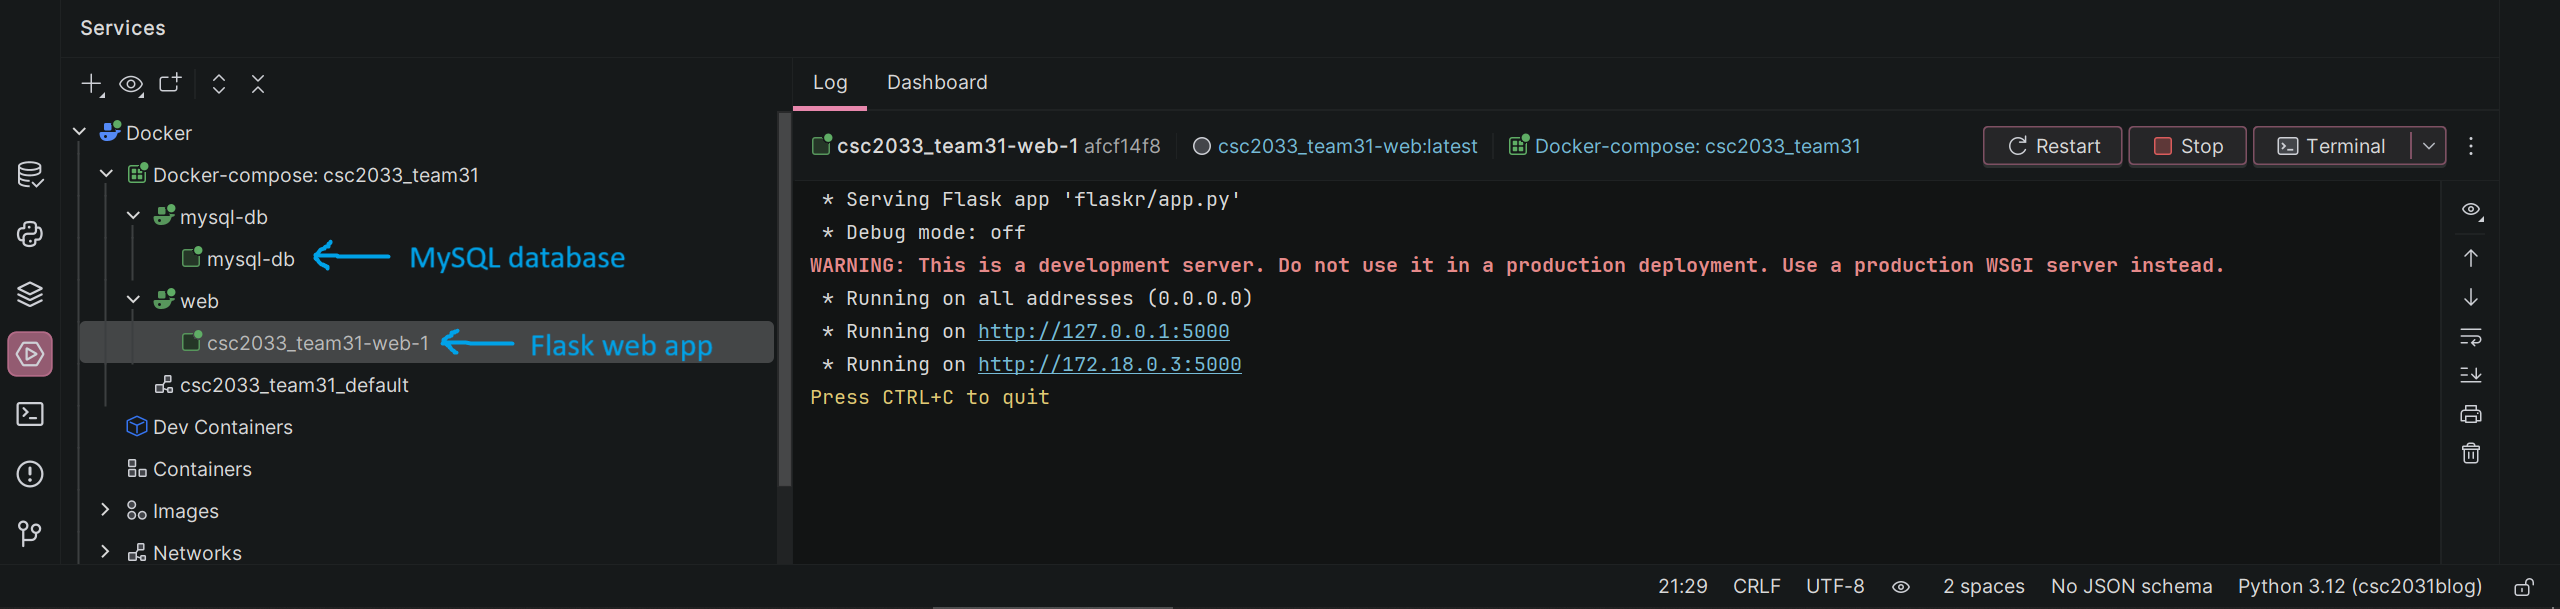 Services
Log
Dashboard
Docker
Docker-compose: csc2033_team31
mysql-db
mysql-db
MySQL database
web
csc2033_team31-web-1
Flask web app
csc2033_team31_default
Dev Containers
Containers
Images
Networks
csc2033_team31-web-1 afcf14f8
csc2033_team31-web:latest
Docker-compose: csc2033_team31
Restart
Stop
Terminal
* Serving Flask app 'flaskr/app.py'
* Debug mode: off
WARNING: This is a development server. Do not use it in a production deployment. Use a production WSGI server instead.
* Running on all addresses (0.0.0.0)
* Running on http://127.0.0.1:5000
* Running on http://172.18.0.3:5000
Press CTRL+C to quit
21:29 CRLF UTF-8 2 spaces No JSON schema Python 3.12 (csc2031blog)